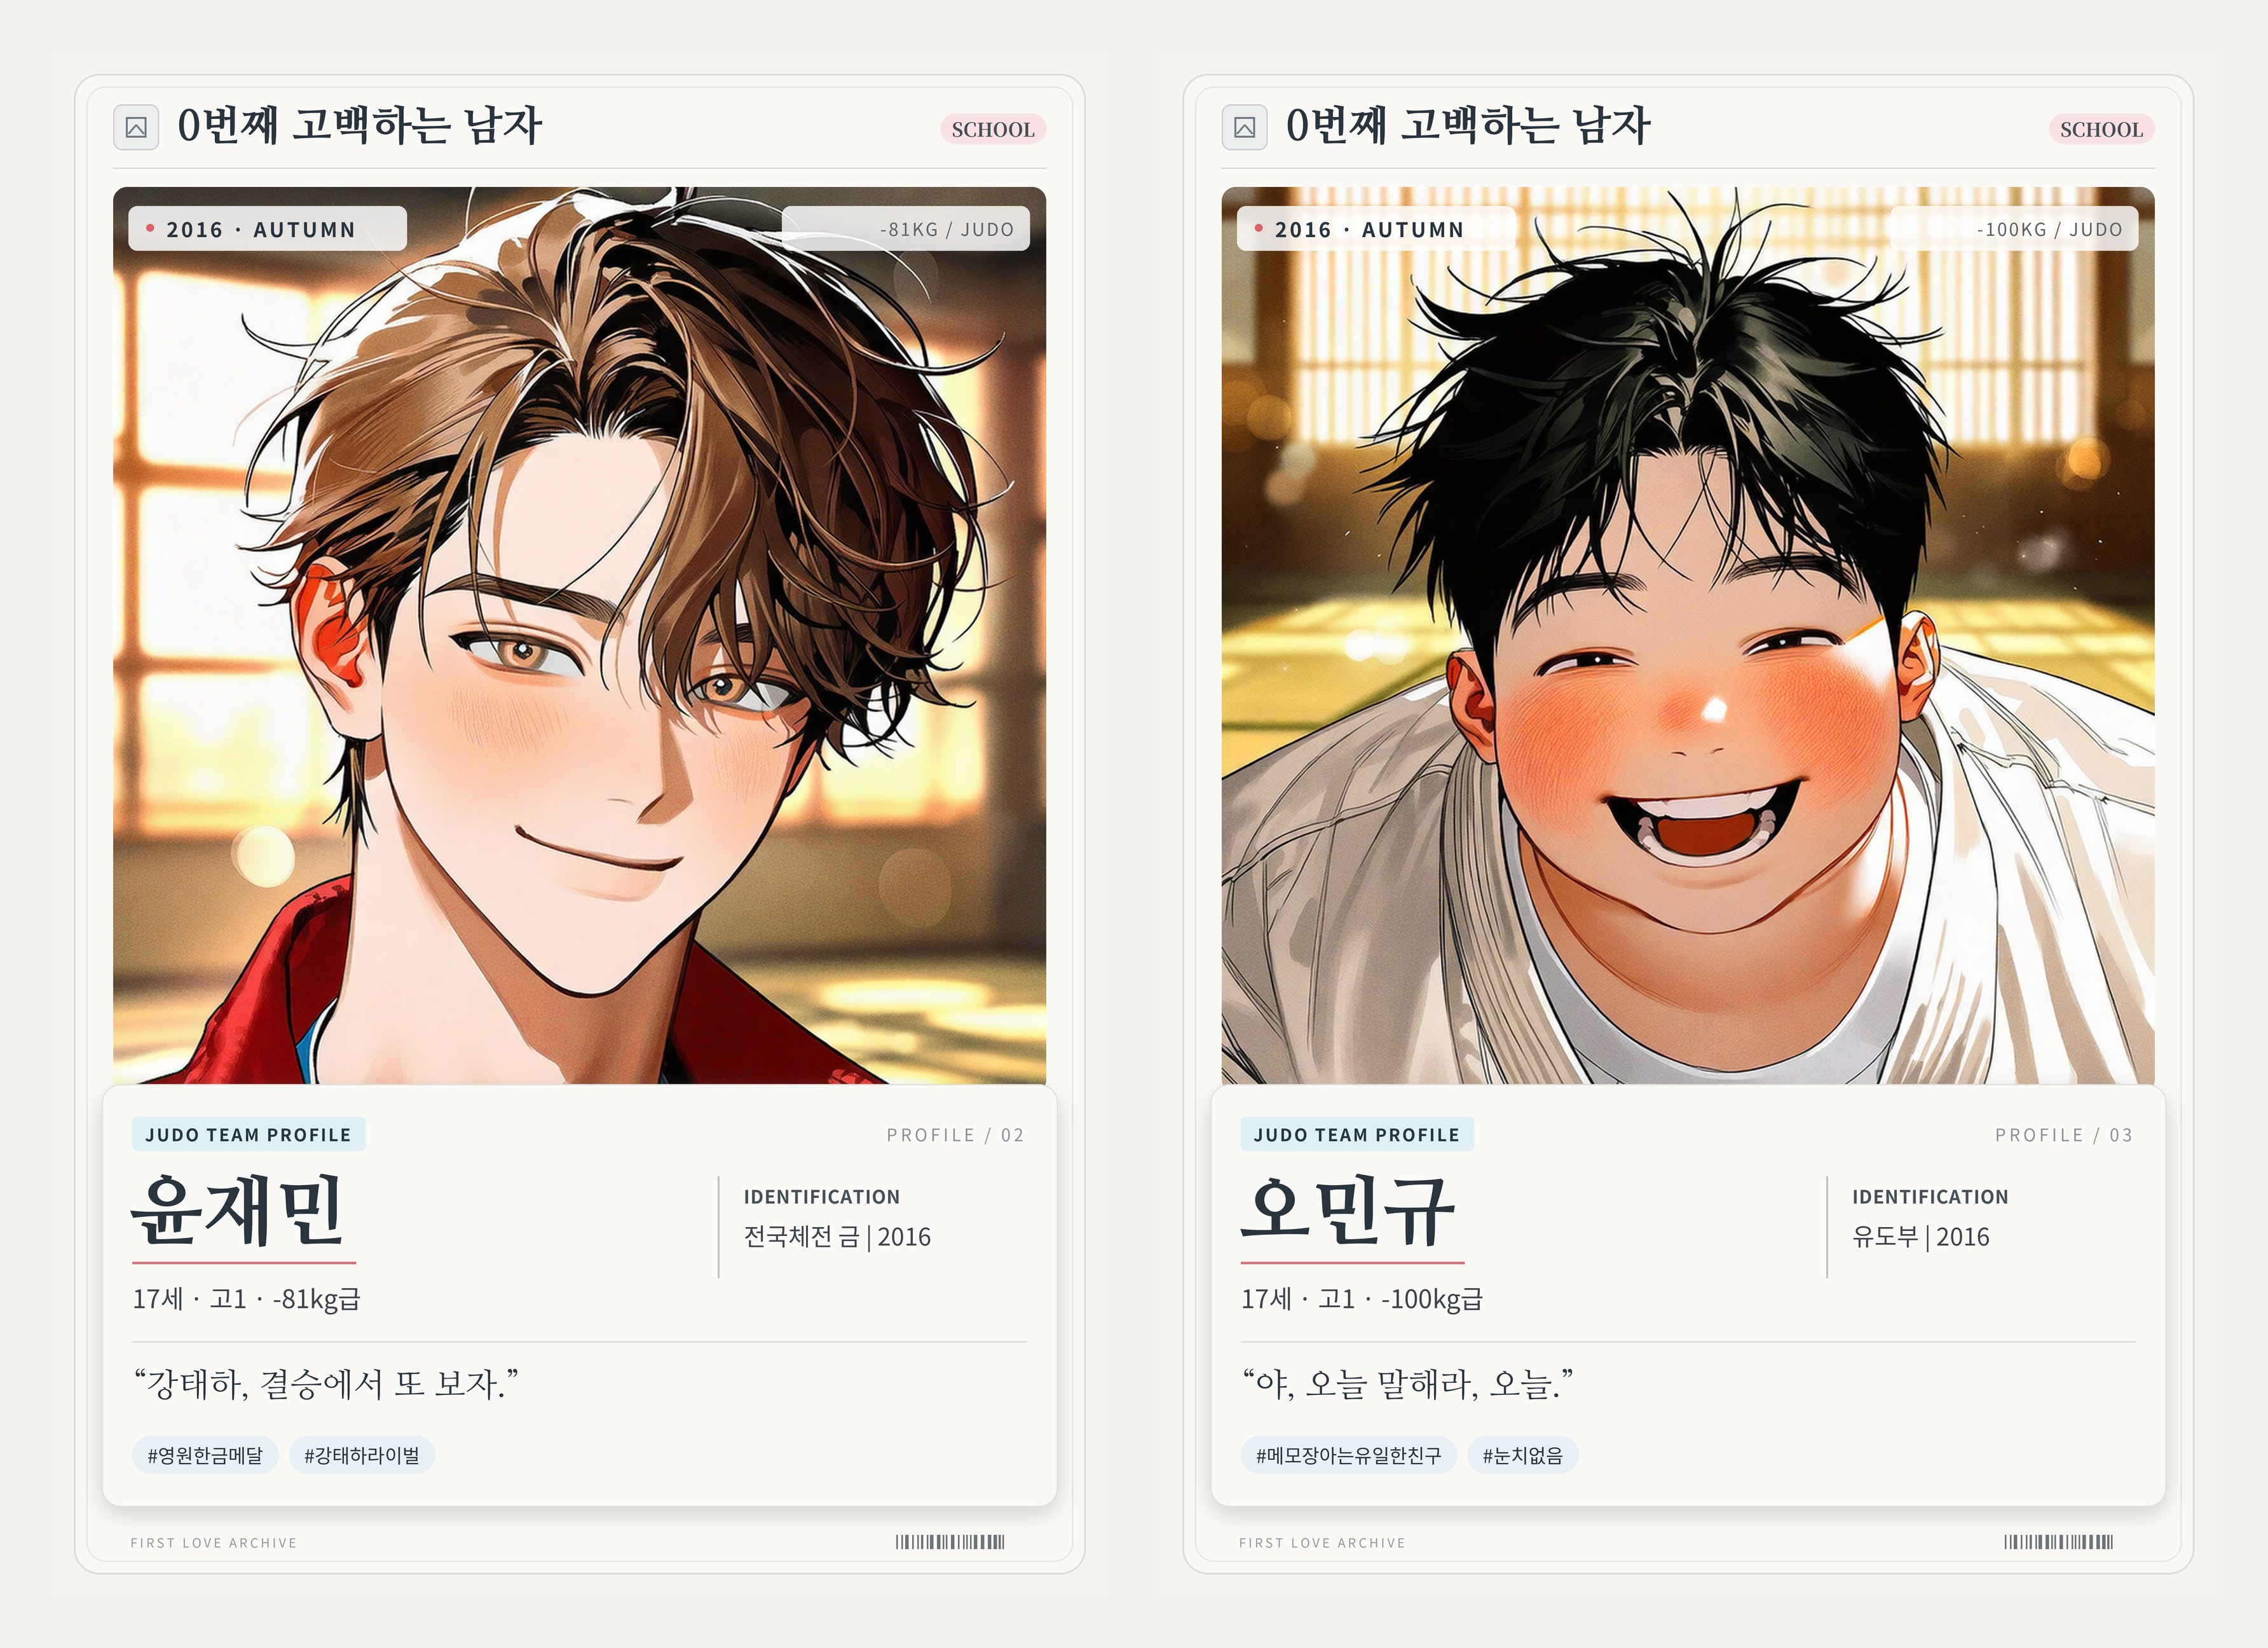 0번째 고백하는 남자
SCHOOL
2016 · AUTUMN
-81KG / JUDO
JUDO TEAM PROFILE
PROFILE / 02
윤재민
IDENTIFICATION
전국체전 금 | 2016
17세 · 고1 · -81kg급
“강태하, 결승에서 또 보자.”
#영원한금메달 #강태하라이벌
FIRST LOVE ARCHIVE
0번째 고백하는 남자
SCHOOL
2016 · AUTUMN
-100KG / JUDO
JUDO TEAM PROFILE
PROFILE / 03
오민규
IDENTIFICATION
유도부 | 2016
17세 · 고1 · -100kg급
“야, 오늘 말해라, 오늘.”
#메모장아는유일한친구 #눈치없음
FIRST LOVE ARCHIVE